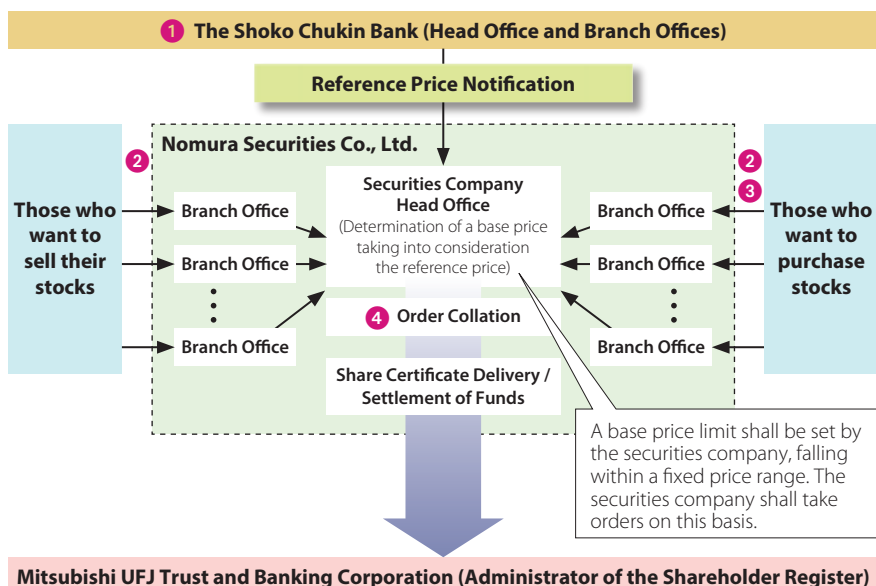 1 The Shoko Chukin Bank (Head Office and Branch Offices)
Reference Price Notification
Nomura Securities Co., Ltd.
2
2
3
Those who
want to
sell their
stocks
Branch Office
Branch Office
Branch Office
Securities Company
Head Office
(Determination of a base price
taking into consideration
the reference price)
4 Order Collation
Share Certificate Delivery /
Settlement of Funds
Branch Office
Branch Office
Branch Office
Those who
want to
purchase
stocks
A base price limit shall be set by
the securities company, falling
within a fixed price range. The
securities company shall take
orders on this basis.
Mitsubishi UFJ Trust and Banking Corporation (Administrator of the Shareholder Register)